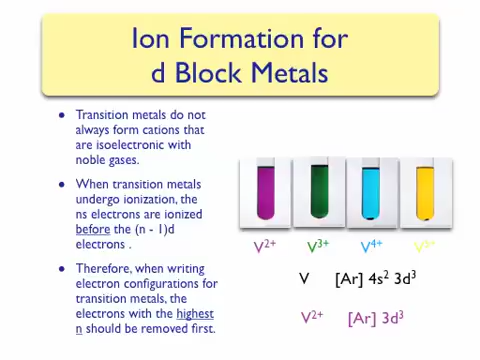 Ion Formation for
d Block Metals
• Transition metals do not
always form cations that
are isoelectronic with
noble gases.
• When transition metals
undergo ionization, the
ns electrons are ionized
before the (n - 1)d
electrons .
• Therefore, when writing
electron configurations for
transition metals, the
electrons with the highest
n should be removed first.
V²⁺ V³⁺ V⁴⁺ V⁵⁺
V [Ar] 4s² 3d³
V²⁺ [Ar] 3d³